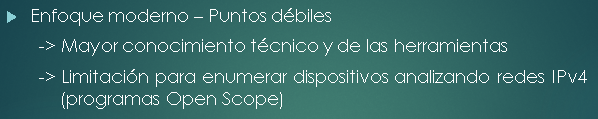 Enfoque moderno – Puntos débiles
-> Mayor conocimiento técnico y de las herramientas
-> Limitación para enumerar dispositivos analizando redes IPv4
(programas Open Scope)